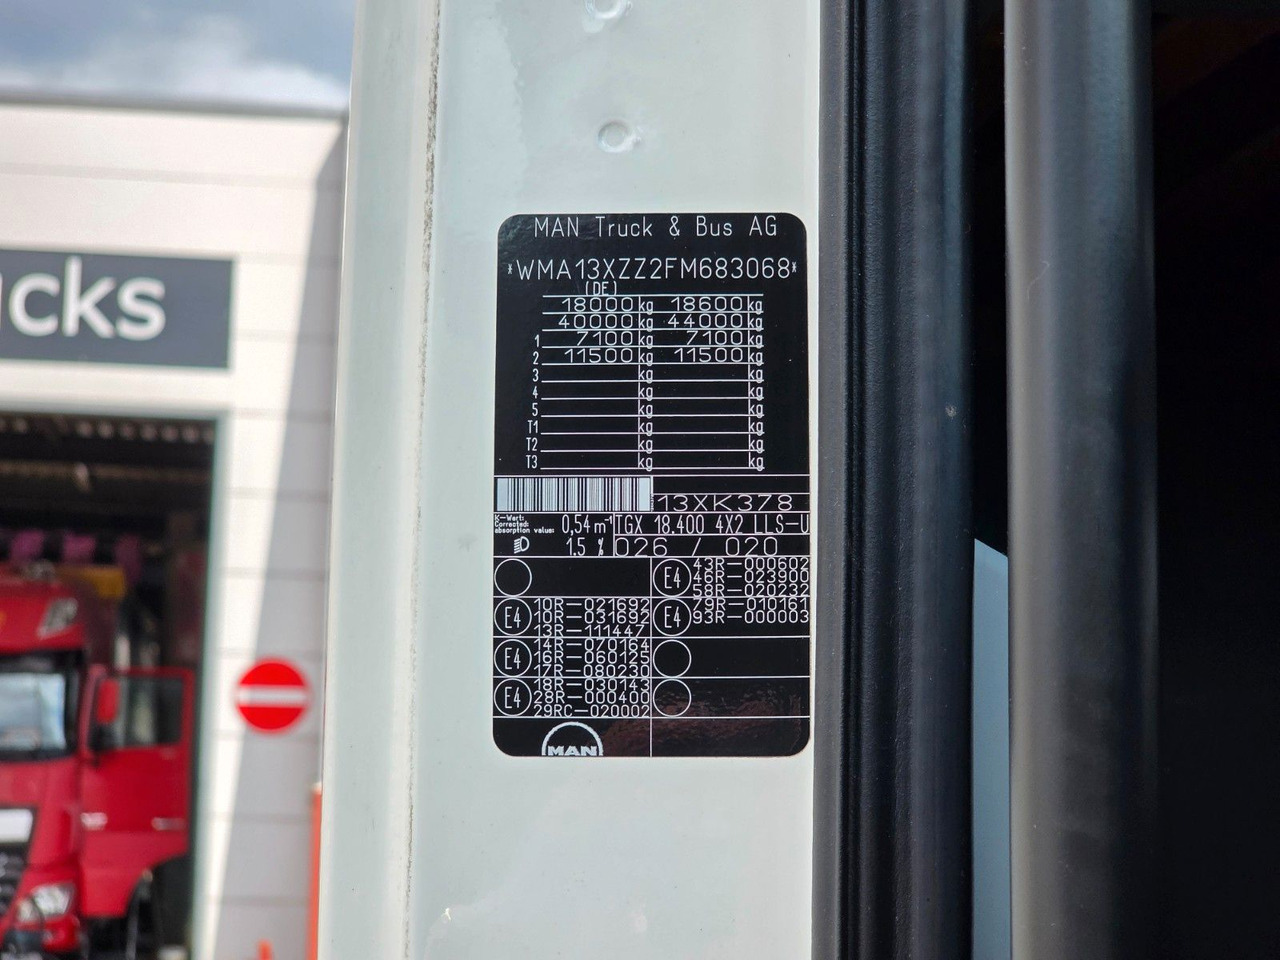 cks
MAN Truck & Bus AG
*WMA13XZZ2FM683068*
(DE)
18000 kg 18600 kg
40000 kg 44000 kg
1 7100 kg 7100 kg
2 11500 kg 11500 kg
3 kg kg
4 kg kg
5 kg kg
T1 kg kg
T2 kg kg
T3 kg kg
13XK378
K-Wert:
Corrected
absorption value: 0,54 m⁻¹ TGX 18.400 4X2 LLS-U
1.5 % 026 / 020
E4 43R-000602
46R-023900
58R-020232
E4 10R-021692
10R-031692
13R-111447
E4 79R-010161
93R-000003
E4 14R-070164
16R-060125
17R-080230
E4 18R-030143
28R-000400
29RC-020002
MAN